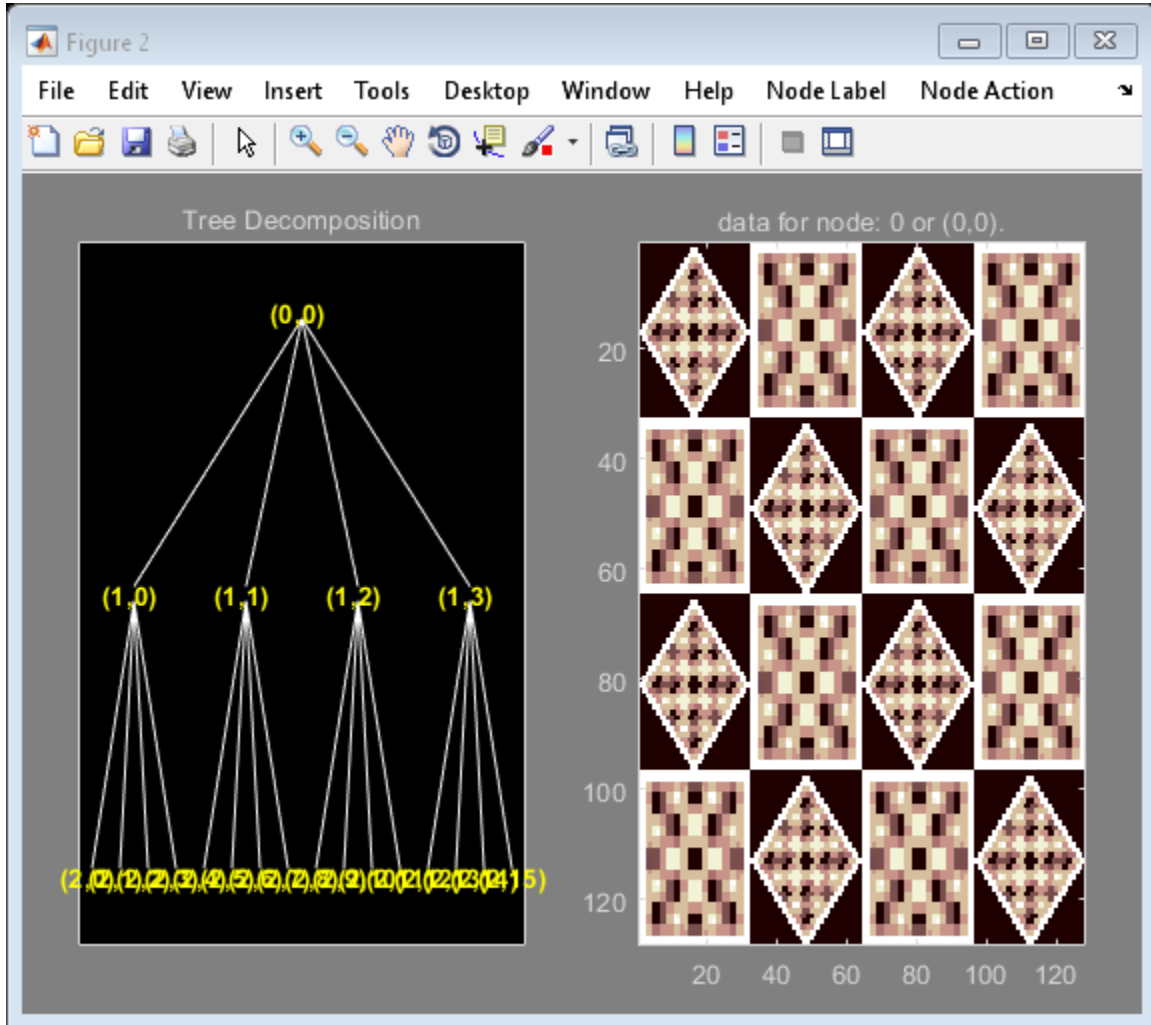 Figure 2
File Edit View Insert Tools Desktop Window Help Node Label Node Action
Tree Decomposition
data for node: 0 or (0,0).
(0,0)
(1,0) (1,1) (1,2) (1,3)
20
40
60
80
100
120
20 40 60 80 100 120